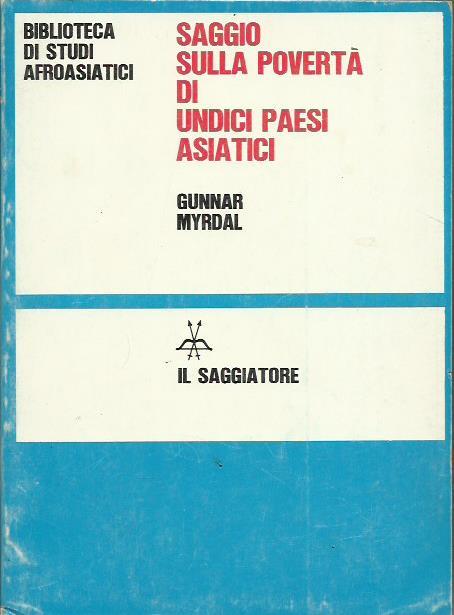 BIBLIOTECA
DI STUDI
AFROASIATICI
SAGGIO
SULLA POVERTÀ
DI
UNDICI PAESI
ASIATICI
GUNNAR
MYRDAL
IL SAGGIATORE